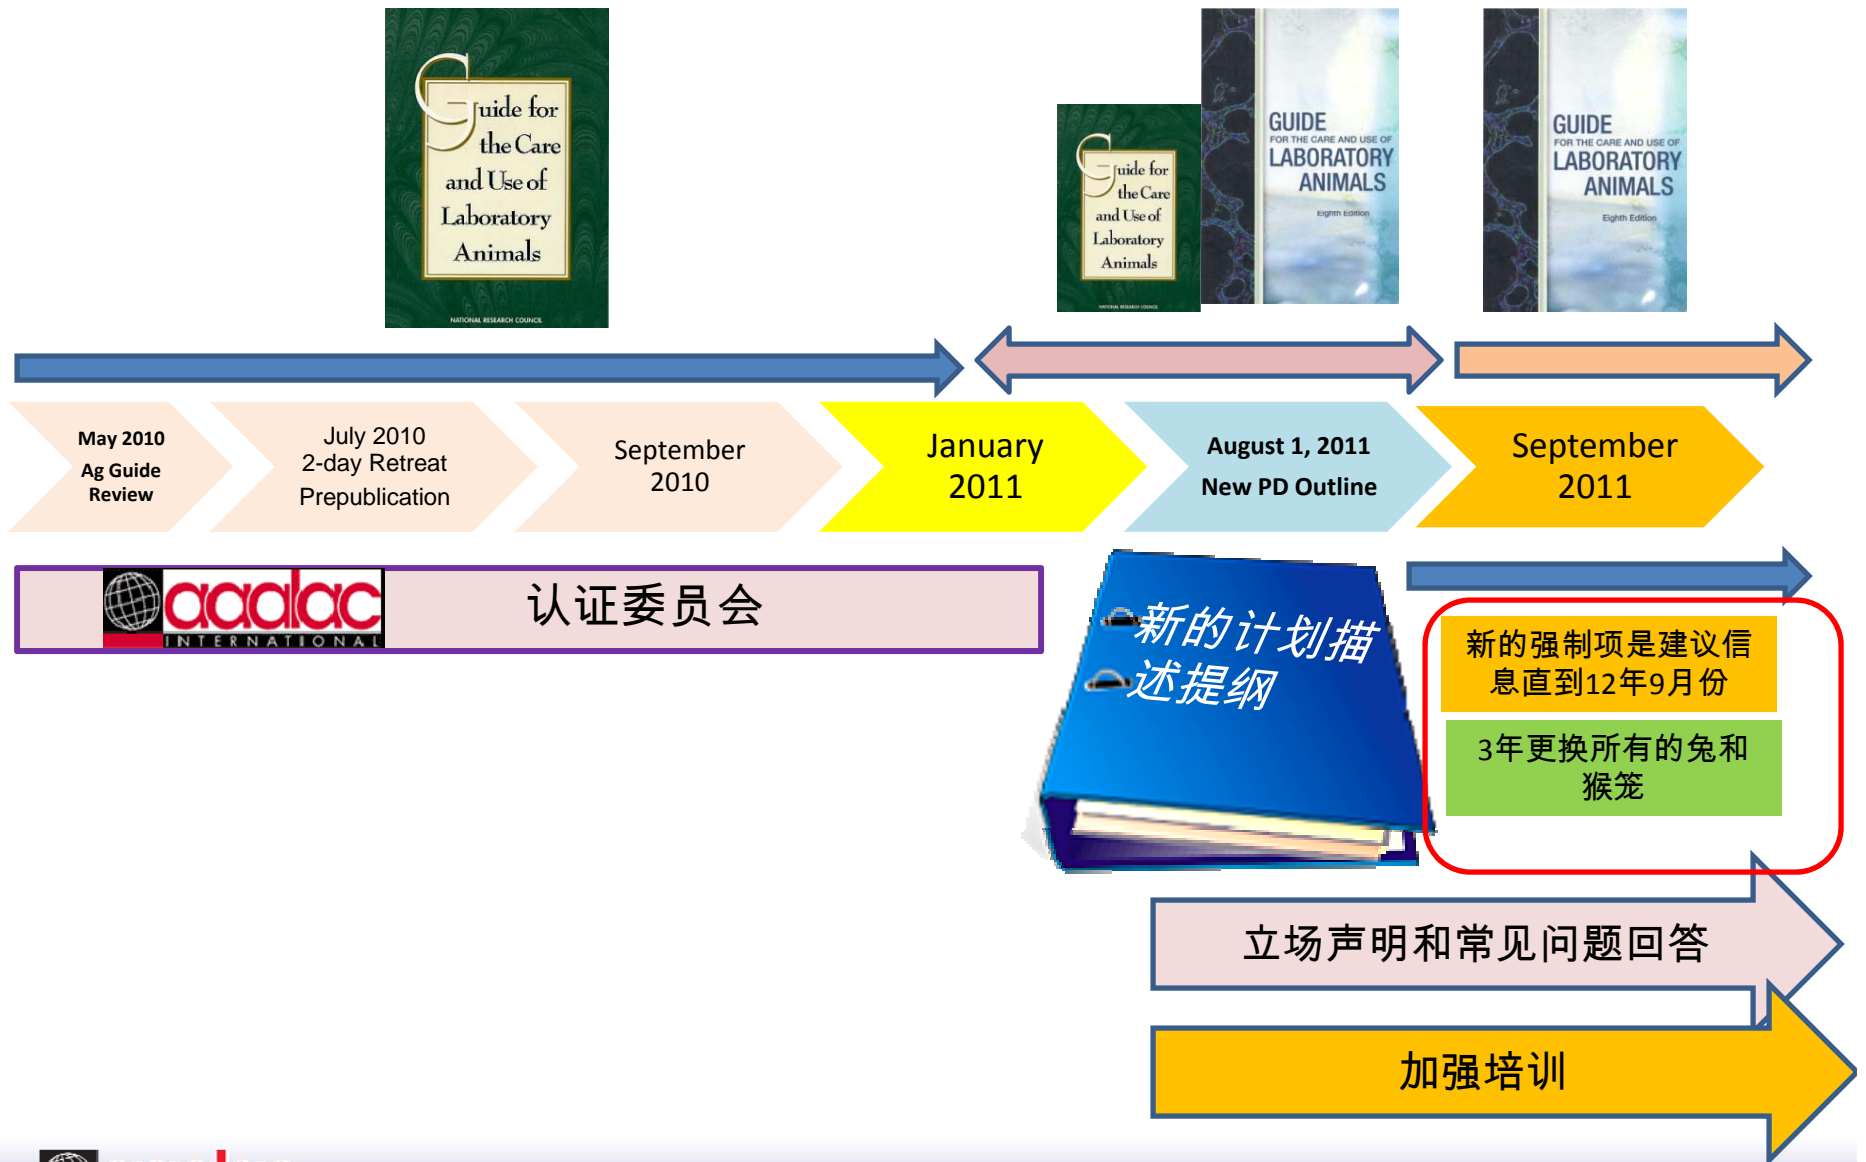 Guide for
the Care
and Use of
Laboratory
Animals
NATIONAL RESEARCH COUNCIL
Guide for
the Care
and Use of
Laboratory
Animals
NATIONAL RESEARCH COUNCIL
GUIDE
FOR THE CARE AND USE OF
LABORATORY
ANIMALS
Eighth Edition
GUIDE
FOR THE CARE AND USE OF
LABORATORY
ANIMALS
Eighth Edition
May 2010
Ag Guide
Review
July 2010
2-day Retreat
Prepublication
September
2010
January
2011
August 1, 2011
New PD Outline
September
2011
aaalac
INTERNATIONAL
认证委员会
新的计划描
述提纲
新的强制项是建议信
息直到12年9月份
3年更换所有的兔和
猴笼
立场声明和常见问题回答
加强培训